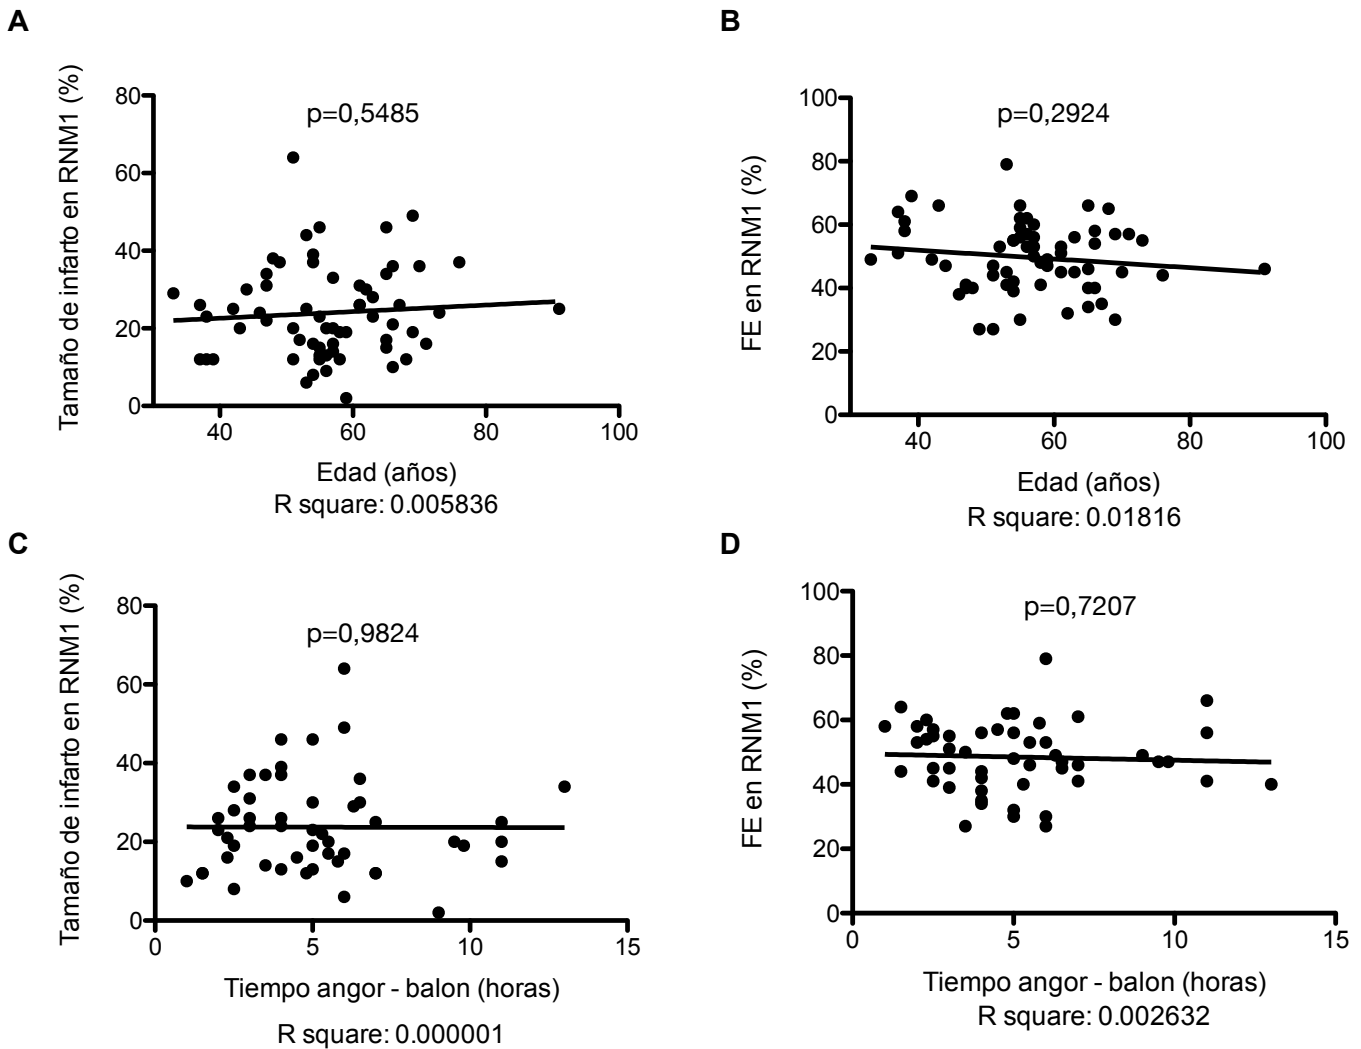 A
Tamaño de infarto en RNM1 (%)
80
60
40
20
0
p=0,5485
40 60 80 100
Edad (años)
R square: 0.005836
B
FE en RNM1 (%)
100
80
60
40
20
0
p=0,2924
40 60 80 100
Edad (años)
R square: 0.01816
C
Tamaño de infarto en RNM1 (%)
80
60
40
20
0
p=0,9824
0 5 10 15
Tiempo angor - balon (horas)
R square: 0.000001
D
FE en RNM1 (%)
100
80
60
40
20
0
p=0,7207
0 5 10 15
Tiempo angor - balon (horas)
R square: 0.002632